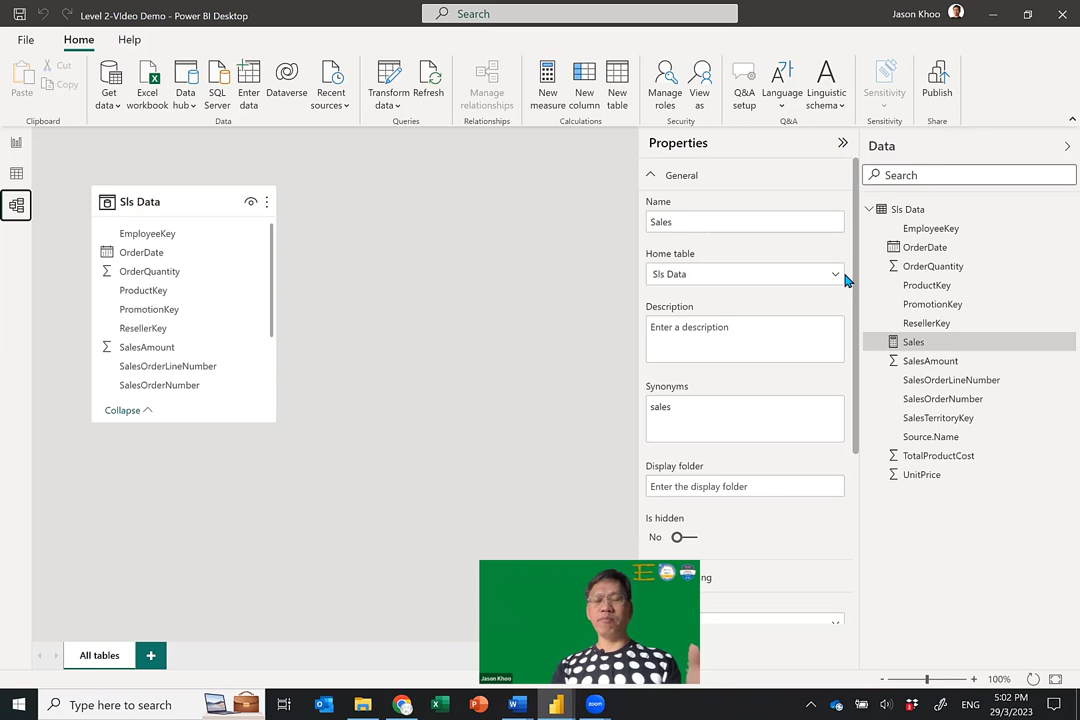 Level 2-Video Demo - Power BI Desktop
Search
Jason Khoo
File
Home
Help
Paste
Cut
Copy
Clipboard
Get data
Excel workbook
Data hub
SQL Server
Enter data
Dataverse
Recent sources
Data
Transform data
Refresh
Queries
Manage relationships
Relationships
New measure
New column
New table
Calculations
Manage roles
View as
Security
Q&A setup
Language
Linguistic schema
Q&A
Sensitivity
Sensitivity
Publish
Share
Sls Data
EmployeeKey
OrderDate
OrderQuantity
ProductKey
PromotionKey
ResellerKey
SalesAmount
SalesOrderLineNumber
SalesOrderNumber
Collapse
Properties
General
Name
Sales
Home table
Sls Data
Description
Enter a description
Synonyms
sales
Display folder
Enter the display folder
Is hidden
No
ng
Jason Khoo
Data
Search
Sls Data
EmployeeKey
OrderDate
OrderQuantity
ProductKey
PromotionKey
ResellerKey
Sales
SalesAmount
SalesOrderLineNumber
SalesOrderNumber
SalesTerritoryKey
Source.Name
TotalProductCost
UnitPrice
All tables
100%
Type here to search
zoom
ENG
5:02 PM
29/3/2023